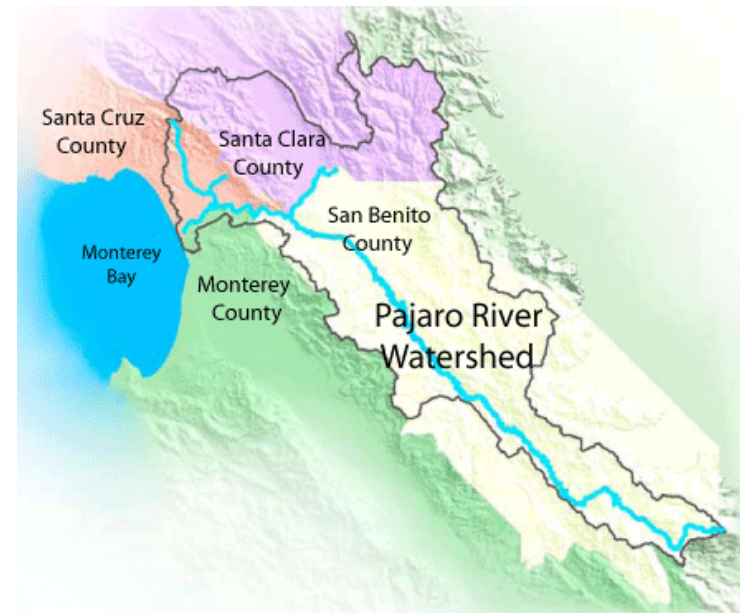 Santa Cruz
County
Santa Clara
County
San Benito
County
Monterey
Bay
Monterey
County
Pajaro River
Watershed